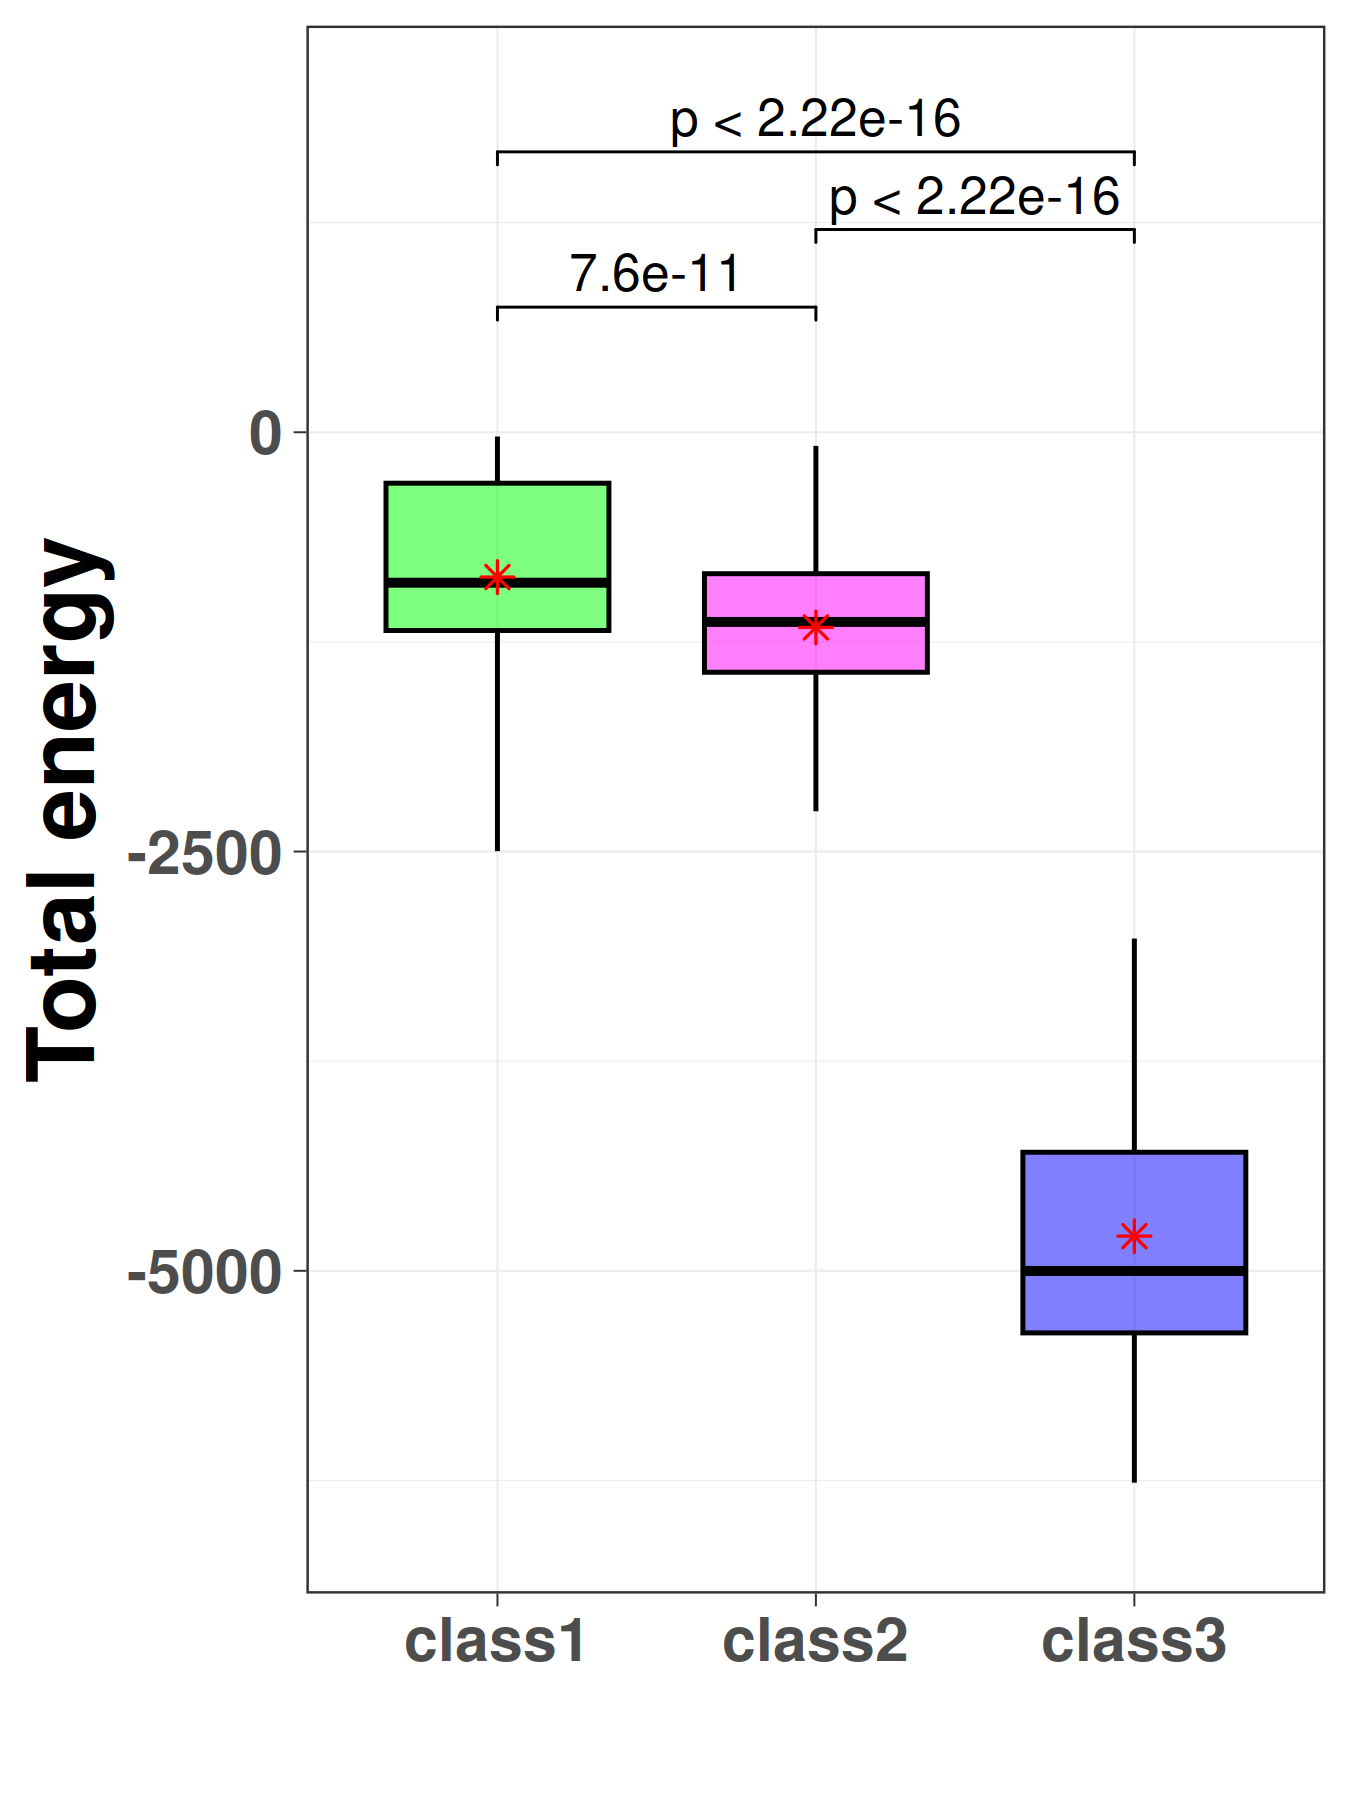 p < 2.22e-16
p < 2.22e-16
7.6e-11
Total energy
0
-2500
-5000
class1 class2 class3